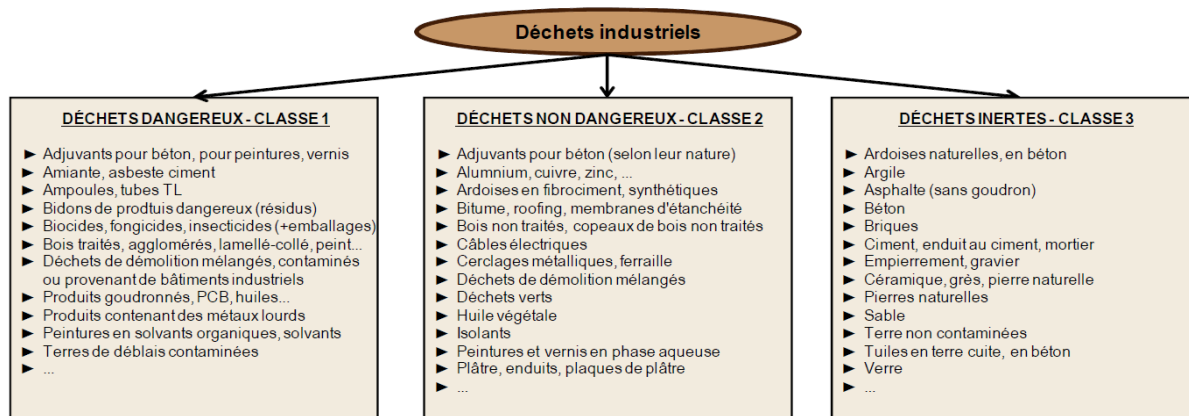 Déchets industriels
DÉCHETS DANGEREUX - CLASSE 1
► Adjuvants pour béton, pour peintures, vernis
► Amiante, asbeste ciment
► Ampoules, tubes TL
► Bidons de prodtuis dangereux (résidus)
► Biocides, fongicides, insecticides (+emballages)
► Bois traités, agglomérés, lamellé-collé, peint...
► Déchets de démolition mélangés, contaminés
ou provenant de bâtiments industriels
► Produits goudronnés, PCB, huiles...
► Produits contenant des métaux lourds
► Peintures en solvants organiques, solvants
► Terres de déblais contaminées
► ...
DÉCHETS NON DANGEREUX - CLASSE 2
► Adjuvants pour béton (selon leur nature)
► Alumnium, cuivre, zinc, ...
► Ardoises en fibrociment, synthétiques
► Bitume, roofing, membranes d'étanchéité
► Bois non traités, copeaux de bois non traités
► Câbles électriques
► Cerclages métalliques, ferraille
► Déchets de démolition mélangés
► Déchets verts
► Huile végétale
► Isolants
► Peintures et vernis en phase aqueuse
► Plâtre, enduits, plaques de plâtre
► ...
DÉCHETS INERTES - CLASSE 3
► Ardoises naturelles, en béton
► Argile
► Asphalte (sans goudron)
► Béton
► Briques
► Ciment, enduit au ciment, mortier
► Empierrement, gravier
► Céramique, grès, pierre naturelle
► Pierres naturelles
► Sable
► Terre non contaminées
► Tuiles en terre cuite, en béton
► Verre
► ...